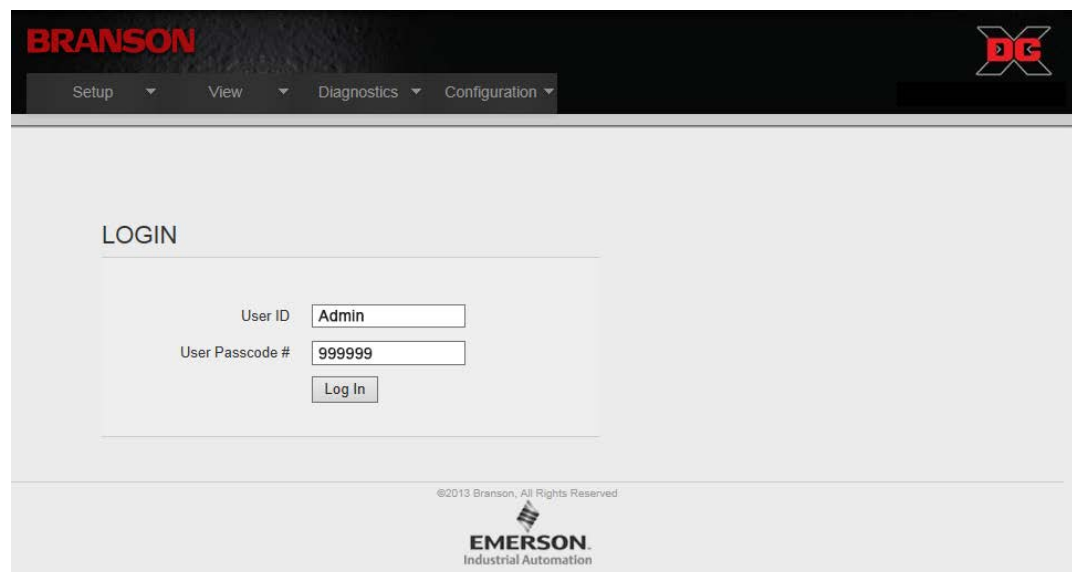 BRANSON
DCX
Setup View Diagnostics Configuration
LOGIN
User ID Admin
User Passcode # 999999
Log In
©2013 Branson, All Rights Reserved
EMERSON.
Industrial Automation